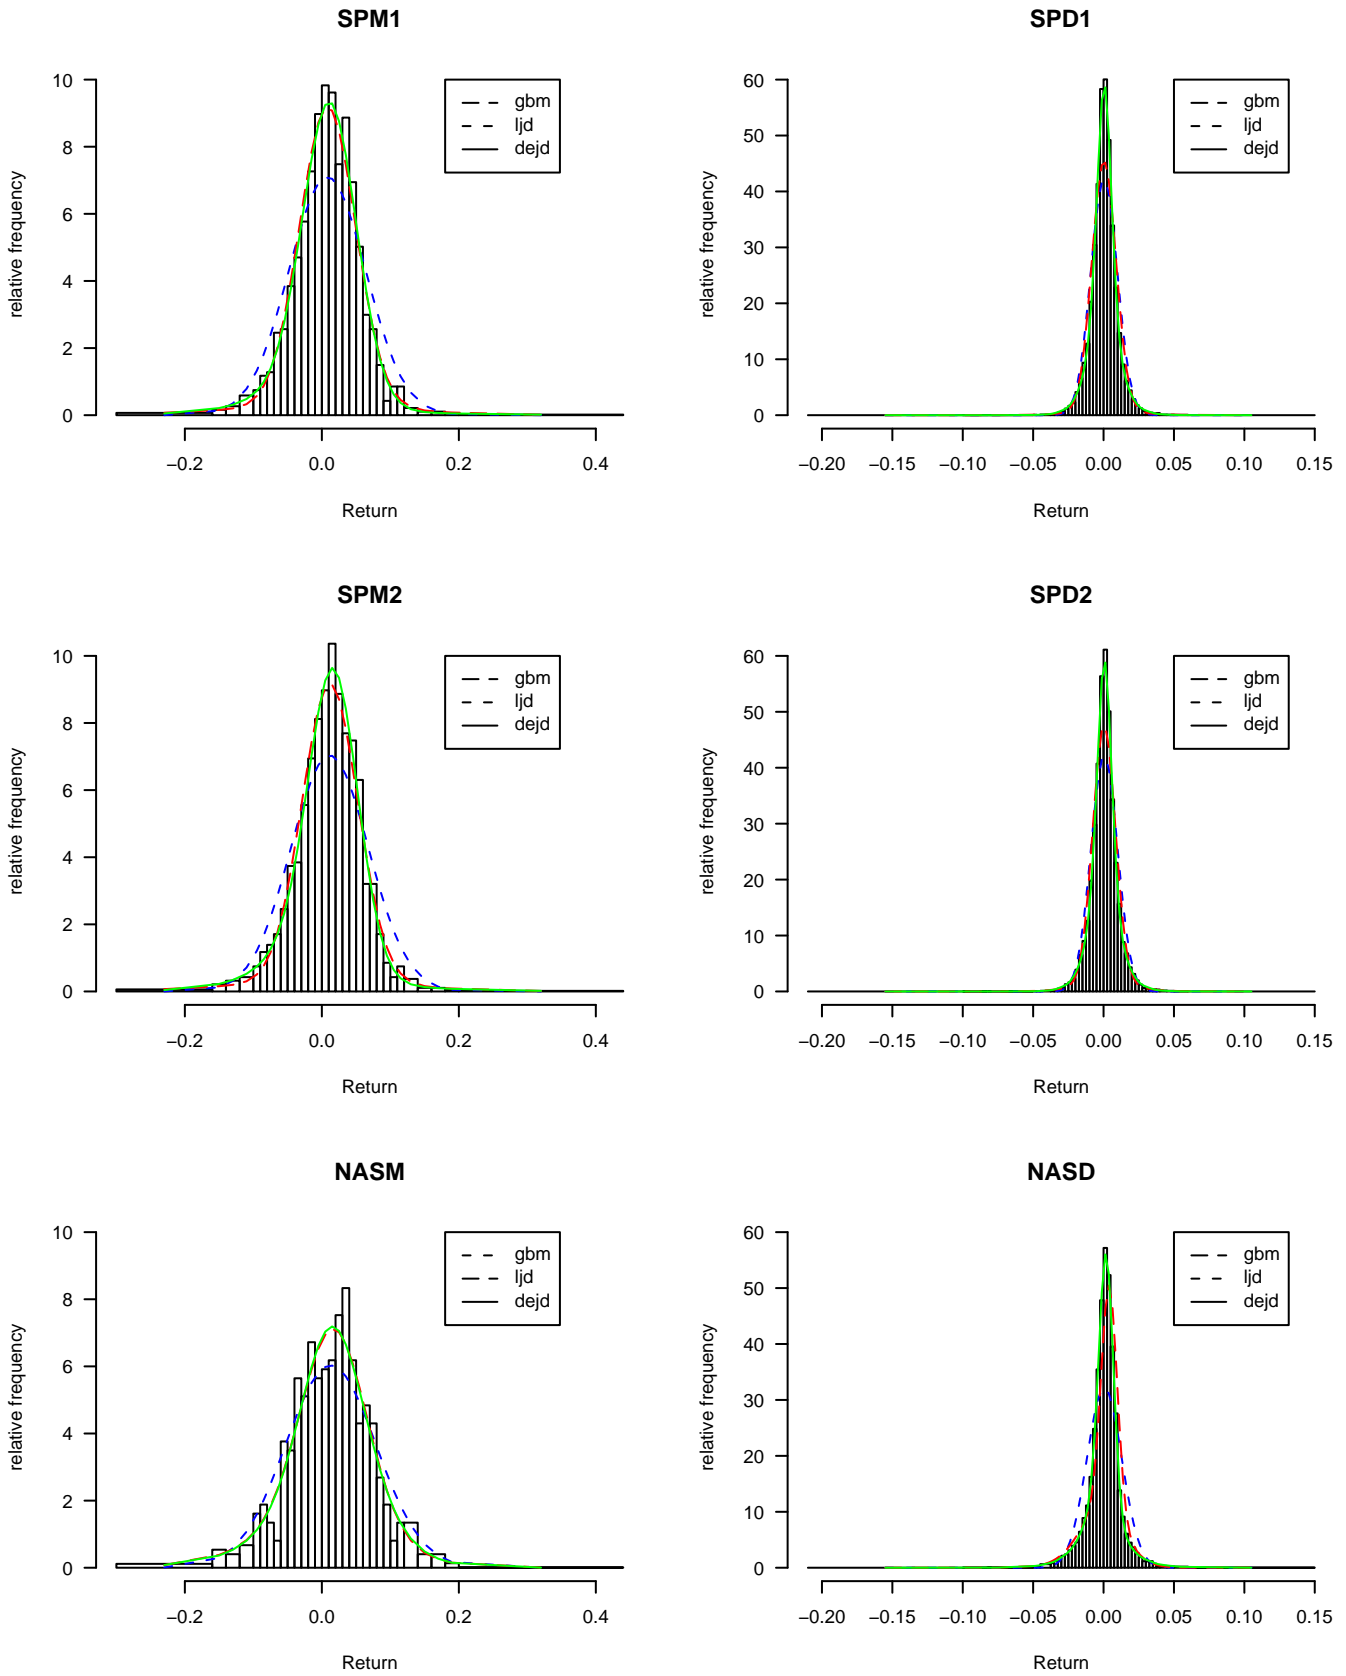 SPM1
relative frequency
10
8
6
4
2
0
gbm
ljd
dejd
−0.2 0.0 0.2 0.4
Return
SPD1
relative frequency
60
50
40
30
20
10
0
gbm
ljd
dejd
−0.20 −0.15 −0.10 −0.05 0.00 0.05 0.10 0.15
Return
SPM2
relative frequency
10
8
6
4
2
0
gbm
ljd
dejd
−0.2 0.0 0.2 0.4
Return
SPD2
relative frequency
60
50
40
30
20
10
0
gbm
ljd
dejd
−0.20 −0.15 −0.10 −0.05 0.00 0.05 0.10 0.15
Return
NASM
relative frequency
10
8
6
4
2
0
gbm
ljd
dejd
−0.2 0.0 0.2 0.4
Return
NASD
relative frequency
60
50
40
30
20
10
0
gbm
ljd
dejd
−0.20 −0.15 −0.10 −0.05 0.00 0.05 0.10 0.15
Return